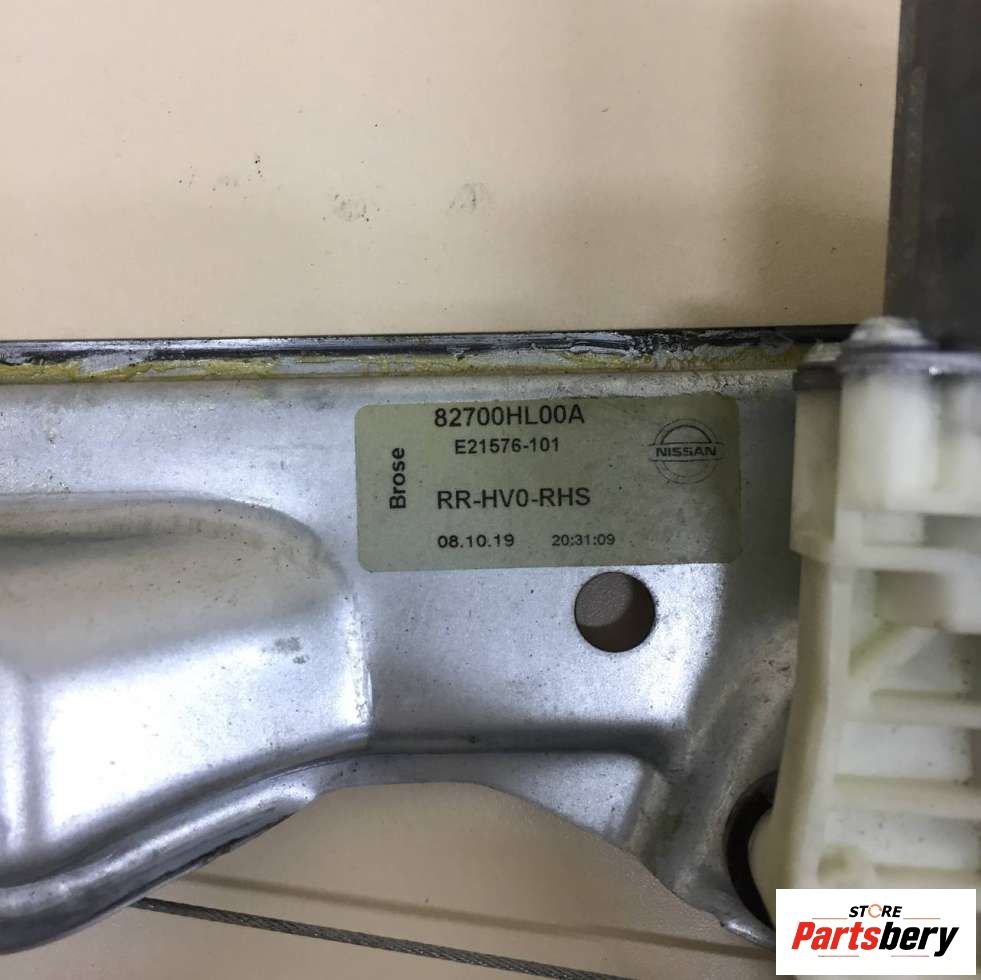 82700HL00A
E21576-101
NISSAN
Brose
RR-HV0-RHS
08.10.19 20:31:09
STORE
Partsbery